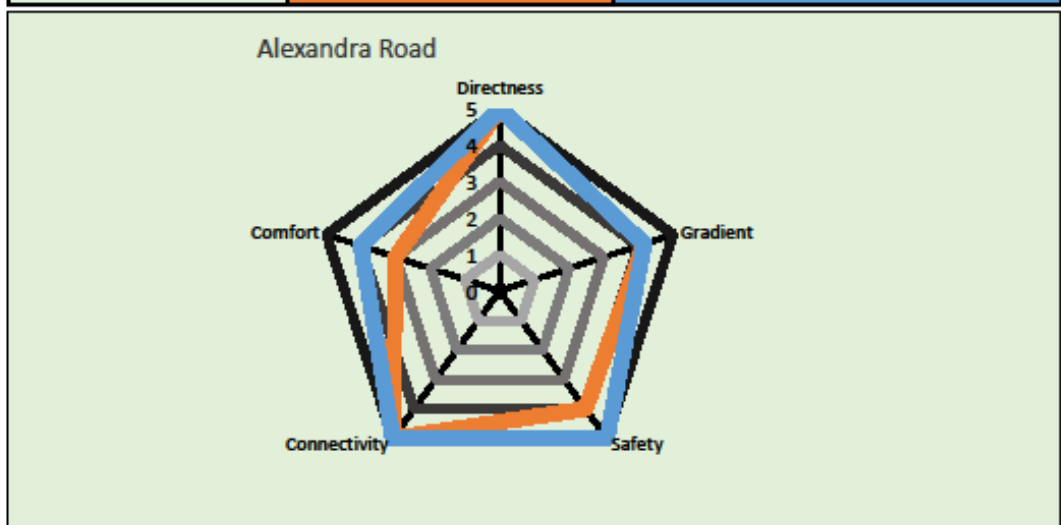 Alexandra Road
Directness
5
4
3
2
1
0
Comfort
Gradient
Connectivity
Safety